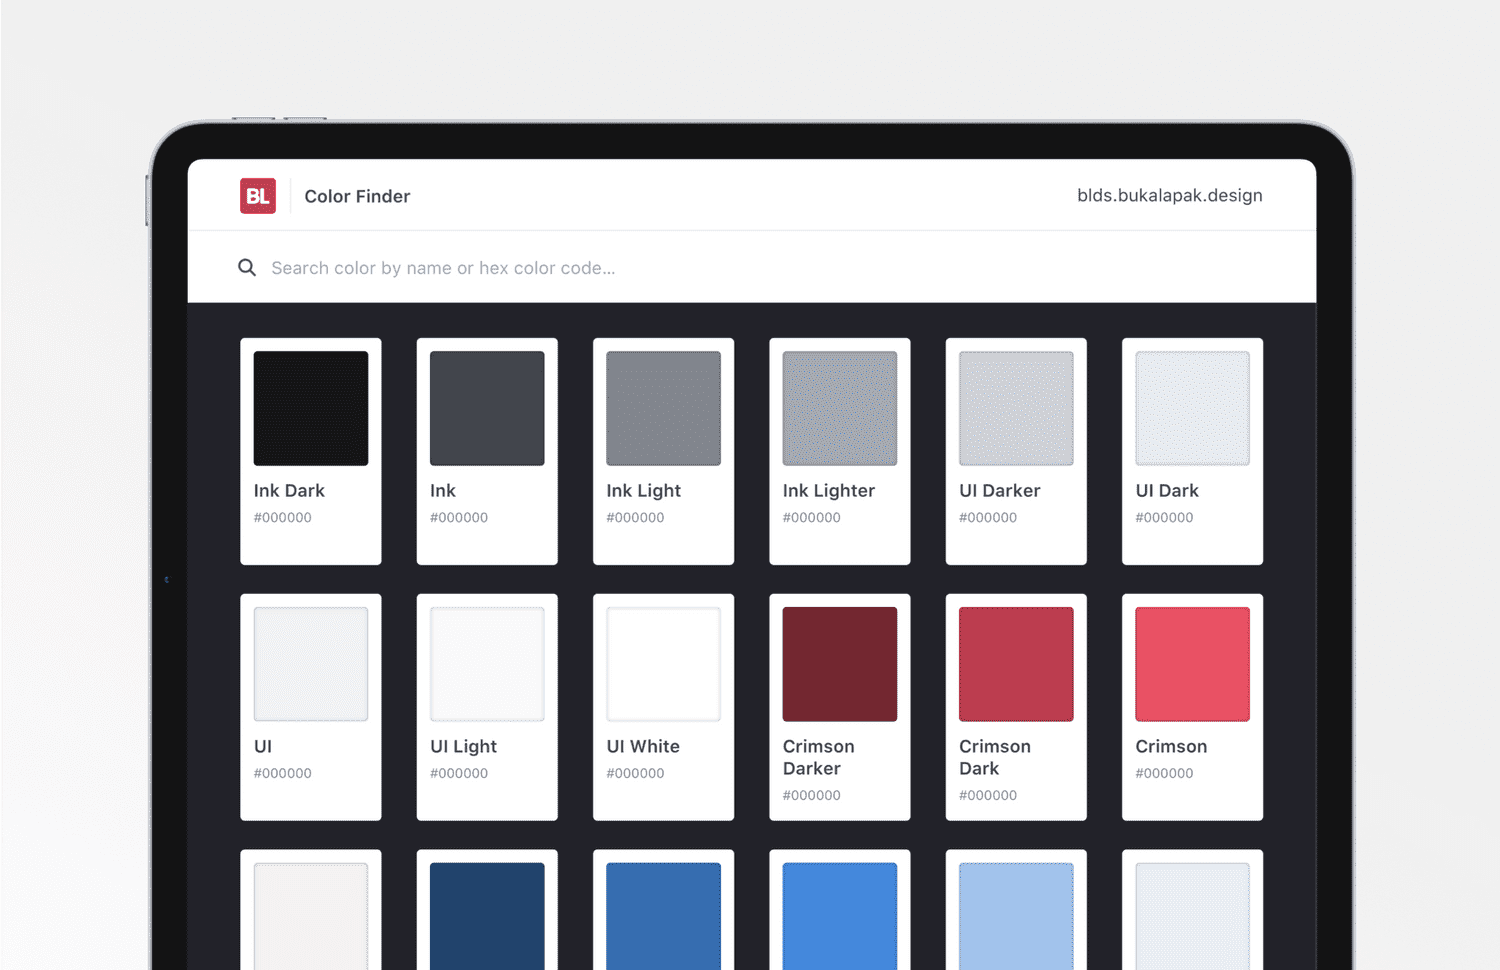 BL
Color Finder
blds.bukalapak.design
Search color by name or hex color code...
Ink Dark
#000000
Ink
#000000
Ink Light
#000000
Ink Lighter
#000000
UI Darker
#000000
UI Dark
#000000
UI
#000000
UI Light
#000000
UI White
#000000
Crimson
Darker
#000000
Crimson
Dark
#000000
Crimson
#000000